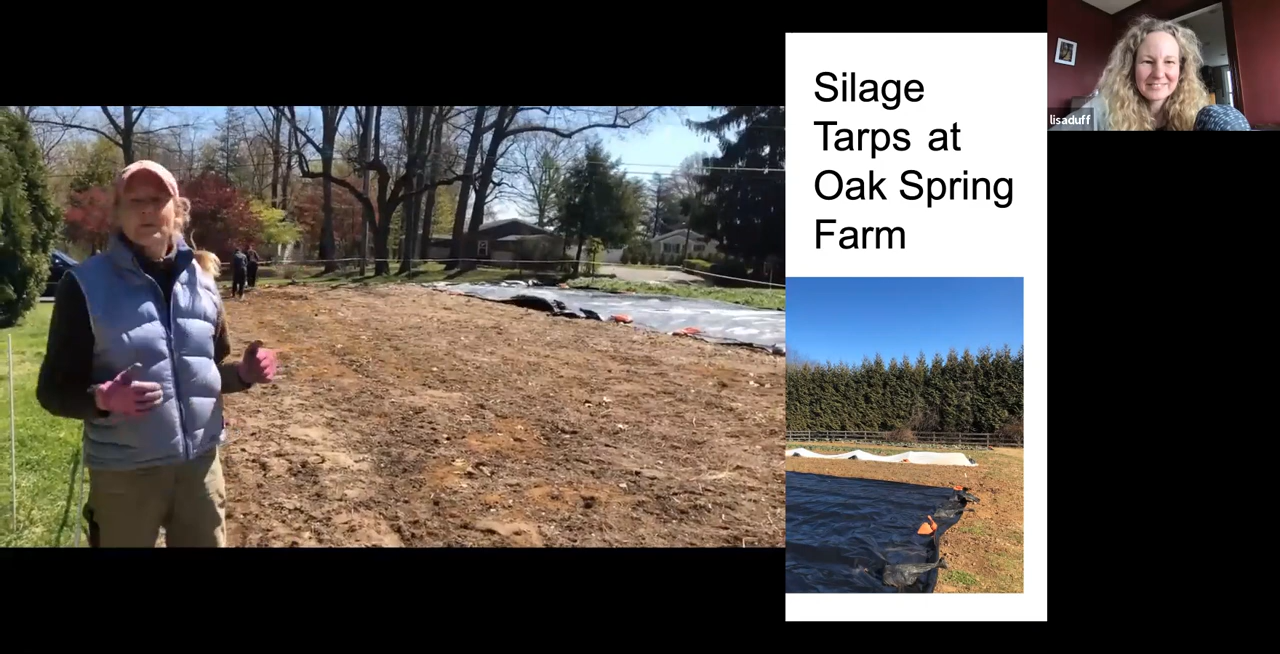 Silage
Tarps at
Oak Spring
Farm
lisaduff